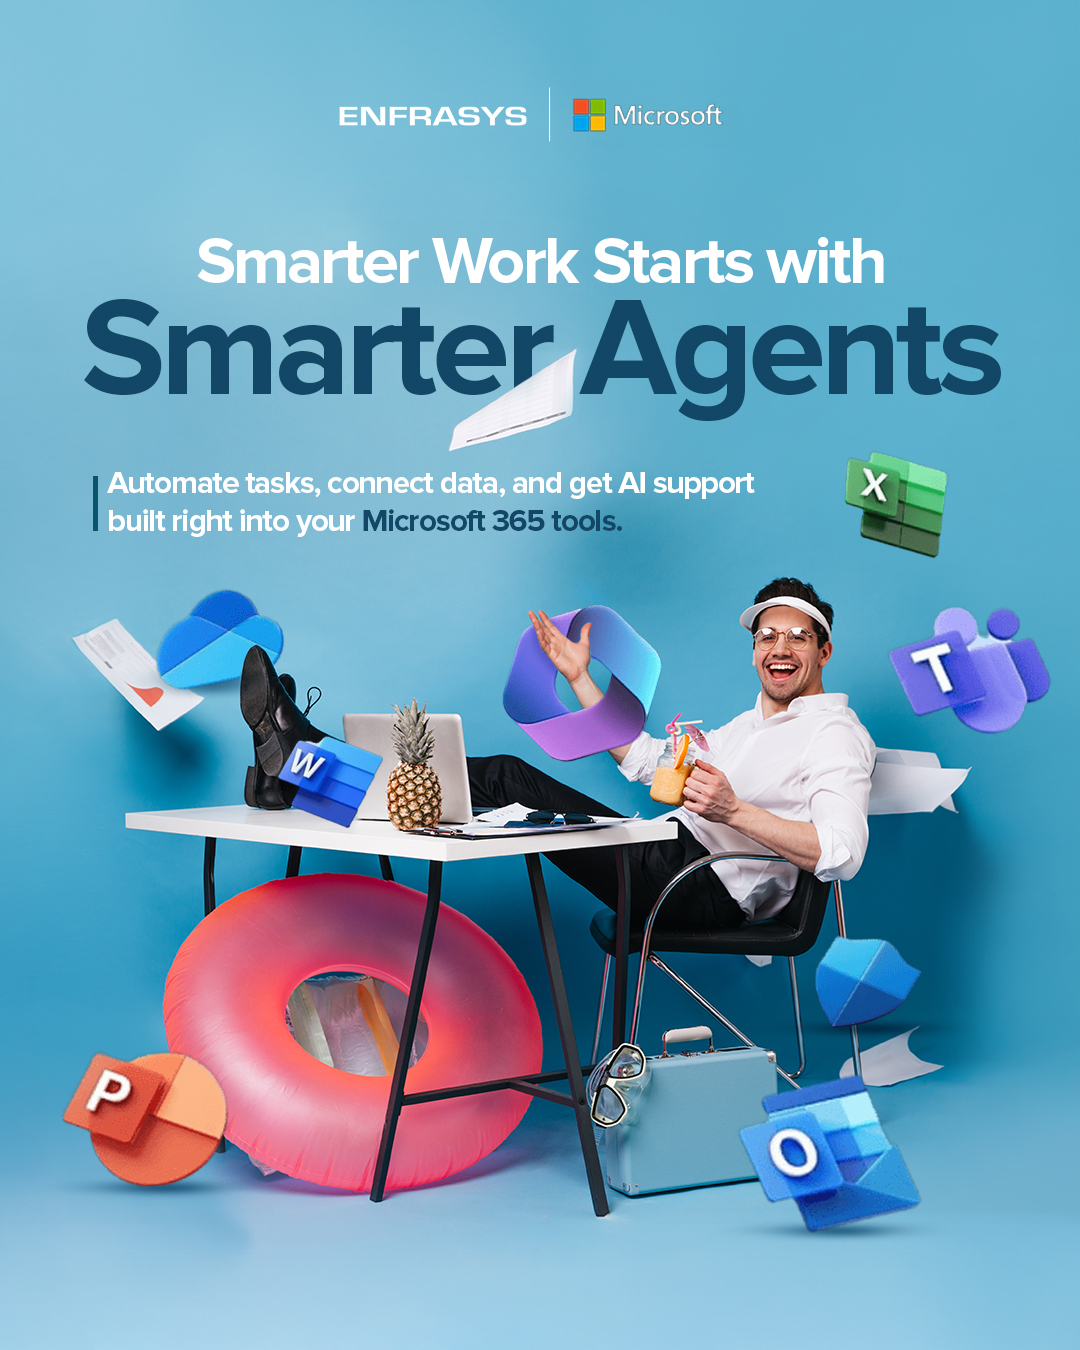 ENFRASYS
Microsoft
Smarter Work Starts with
Smarter Agents
Automate tasks, connect data, and get AI support
built right into your Microsoft 365 tools.
X
T
W
P
O